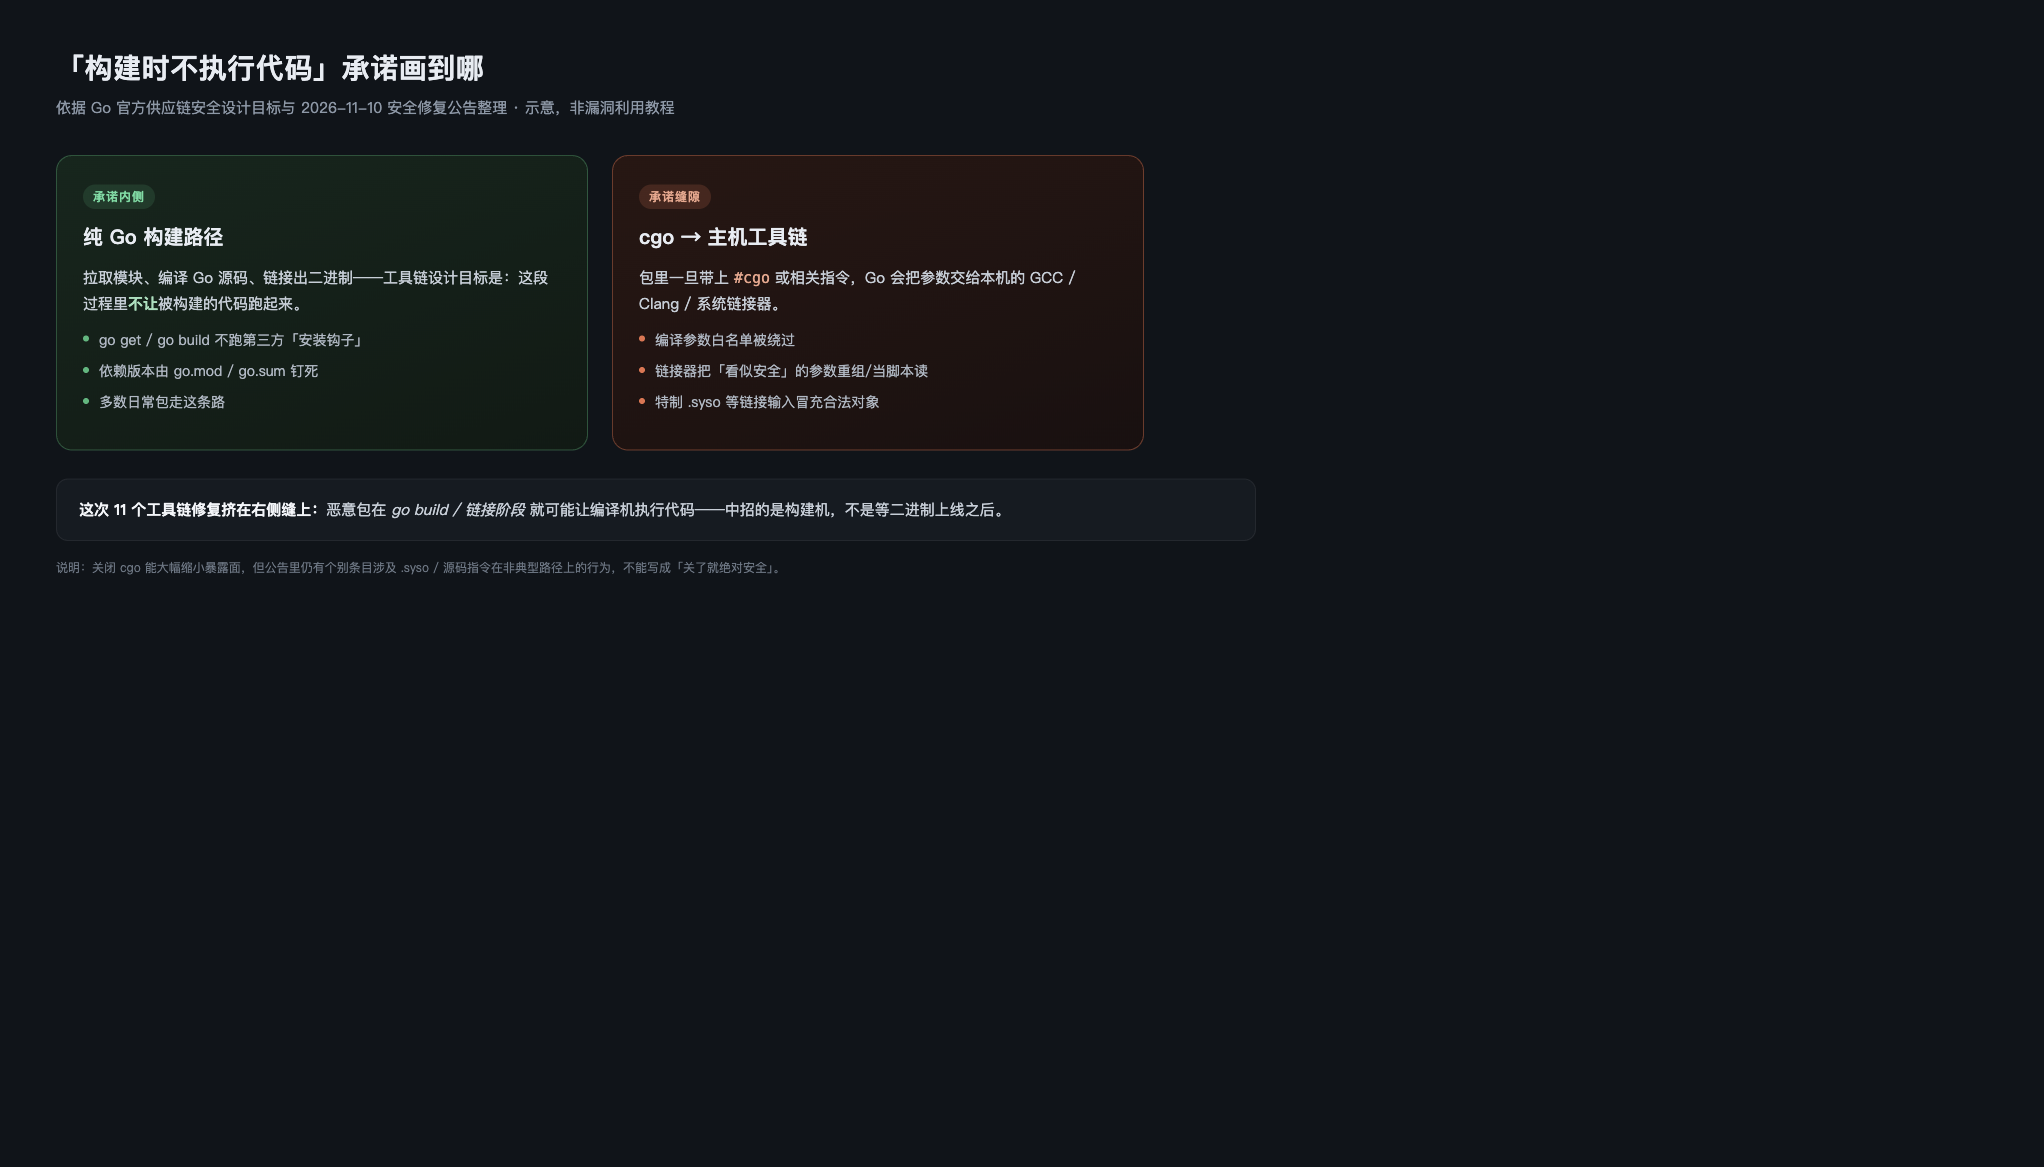 「构建时不执行代码」承诺画到哪
依据 Go 官方供应链安全设计目标与 2026-11-10 安全修复公告整理 · 示意，非漏洞利用教程
承诺内侧
纯 Go 构建路径
拉取模块、编译 Go 源码、链接出二进制——工具链设计目标是：这段
过程里不让被构建的代码跑起来。
go get / go build 不跑第三方「安装钩子」
依赖版本由 go.mod / go.sum 钉死
多数日常包走这条路
承诺缝隙
cgo → 主机工具链
包里一旦带上 #cgo 或相关指令，Go 会把参数交给本机的 GCC /
Clang / 系统链接器。
编译参数白名单被绕过
链接器把「看似安全」的参数重组/当脚本读
特制 .syso 等链接输入冒充合法对象
这次 11 个工具链修复挤在右侧缝上：恶意包在 go build / 链接阶段 就可能让编译机执行代码——中招的是构建机，不是等二进制上线之后。
说明：关闭 cgo 能大幅缩小暴露面，但公告里仍有个别条目涉及 .syso / 源码指令在非典型路径上的行为，不能写成「关了就绝对安全」。